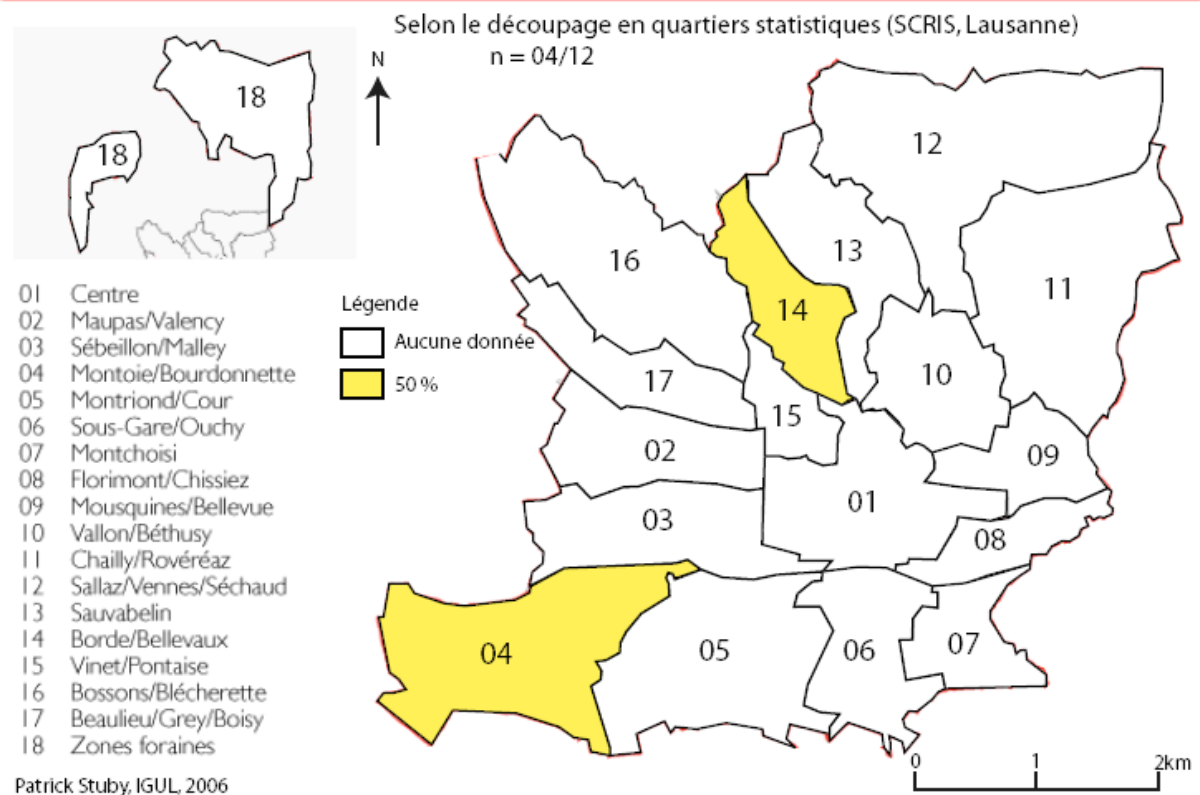 Selon le découpage en quartiers statistiques (SCRIS, Lausanne)
n = 04/12
N
18
18
12
13
16
11
14
10
17
15
02
09
01
03
08
04
05
06
07
Légende
Aucune donnée
50 %
01 Centre
02 Maupas/Valency
03 Sébeillon/Malley
04 Montoie/Bourdonnette
05 Montriond/Cour
06 Sous-Gare/Ouchy
07 Montchoisi
08 Florimont/Chissiez
09 Mousquines/Bellevue
10 Vallon/Béthusy
11 Chailly/Rovéréaz
12 Sallaz/Vennes/Séchaud
13 Sauvabelin
14 Borde/Bellevaux
15 Vinet/Pontaise
16 Bossons/Blécherette
17 Beaulieu/Grey/Boisy
18 Zones foraines
0 1 2km
Patrick Stuby, IGUL, 2006